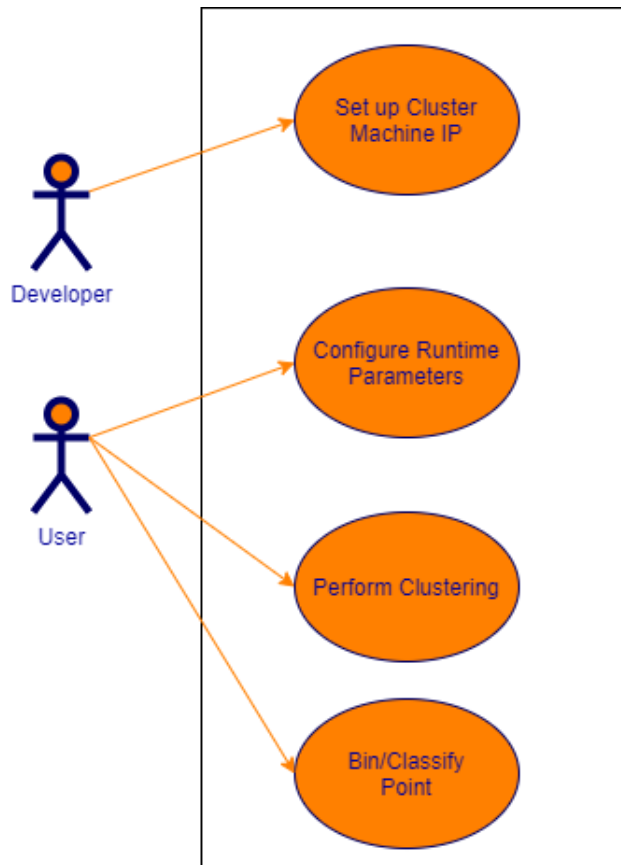 Set up Cluster
Machine IP
Developer
Configure Runtime
Parameters
User
Perform Clustering
Bin/Classify
Point